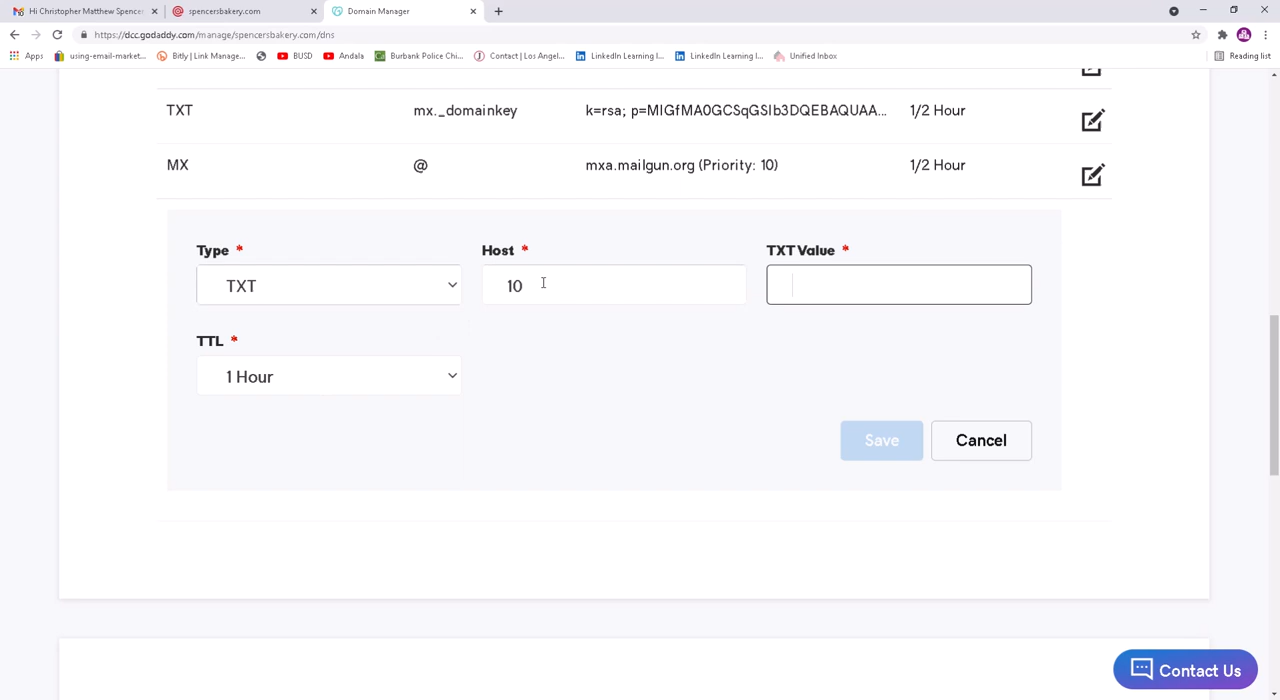 Hi Christopher Matthew Spencer
spencersbakery.com
Domain Manager
https://dcc.godaddy.com/manage/spencersbakery.com/dns
Apps using-email-market... Bitly | Link Manage... BUSD Andala Burbank Police Chi... Contact | Los Angel... LinkedIn Learning I... LinkedIn Learning I... Unfiled Inbox Reading list
TXT mx._domainkey k=rsa; p=MIGfMA0GCSqGSIb3DQEBAQUAA... 1/2 Hour
MX @ mxa.mailgun.org (Priority: 10) 1/2 Hour
Type * Host * TXT Value *
TXT 10
TTL *
1 Hour
Save Cancel
Contact Us